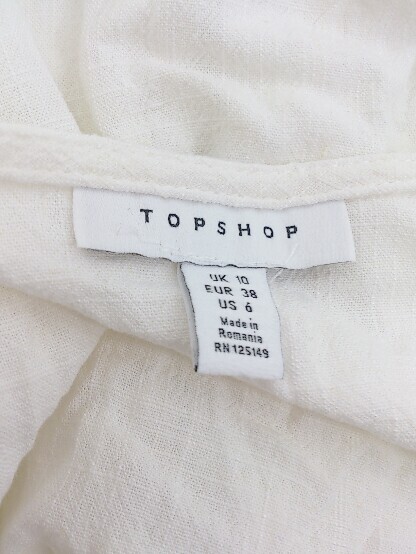 TOPSHOP
UK 10
EUR 38
US 6
Made in
Romania
RN 125149